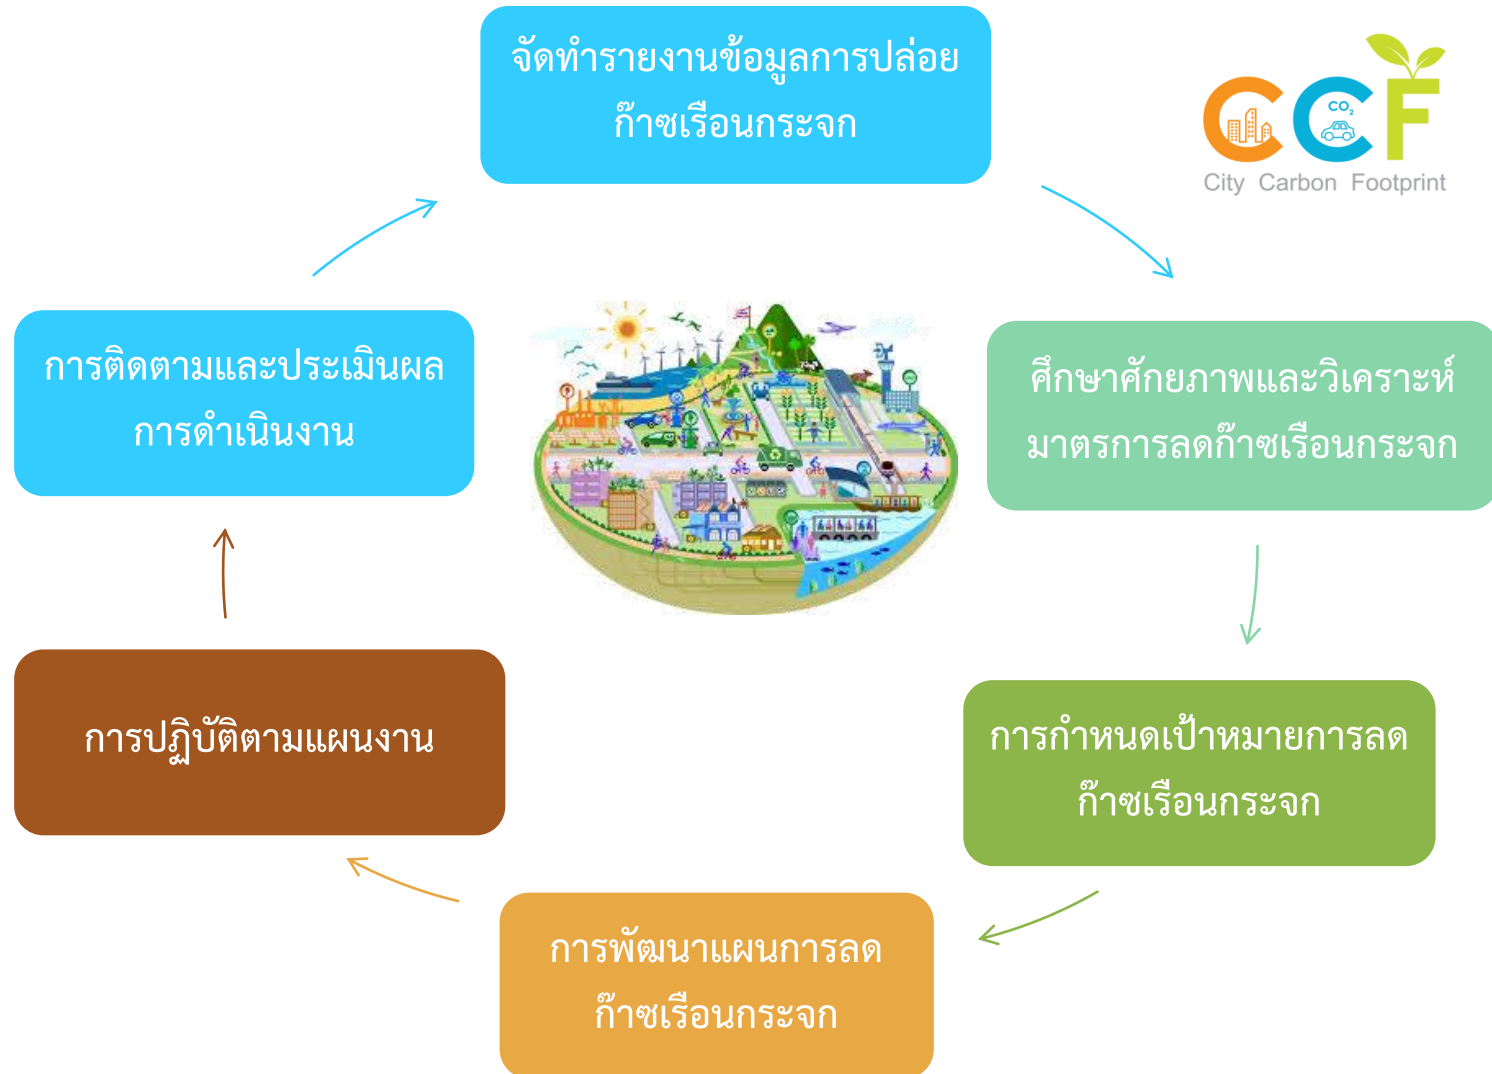 จัดทำรายงานข้อมูลการปล่อย
ก๊าซเรือนกระจก
CCF
CO₂
City Carbon Footprint
ศึกษาศักยภาพและวิเคราะห์
มาตรการลดก๊าซเรือนกระจก
การกำหนดเป้าหมายการลด
ก๊าซเรือนกระจก
การพัฒนาแผนการลด
ก๊าซเรือนกระจก
การปฏิบัติตามแผนงาน
การติดตามและประเมินผล
การดำเนินงาน